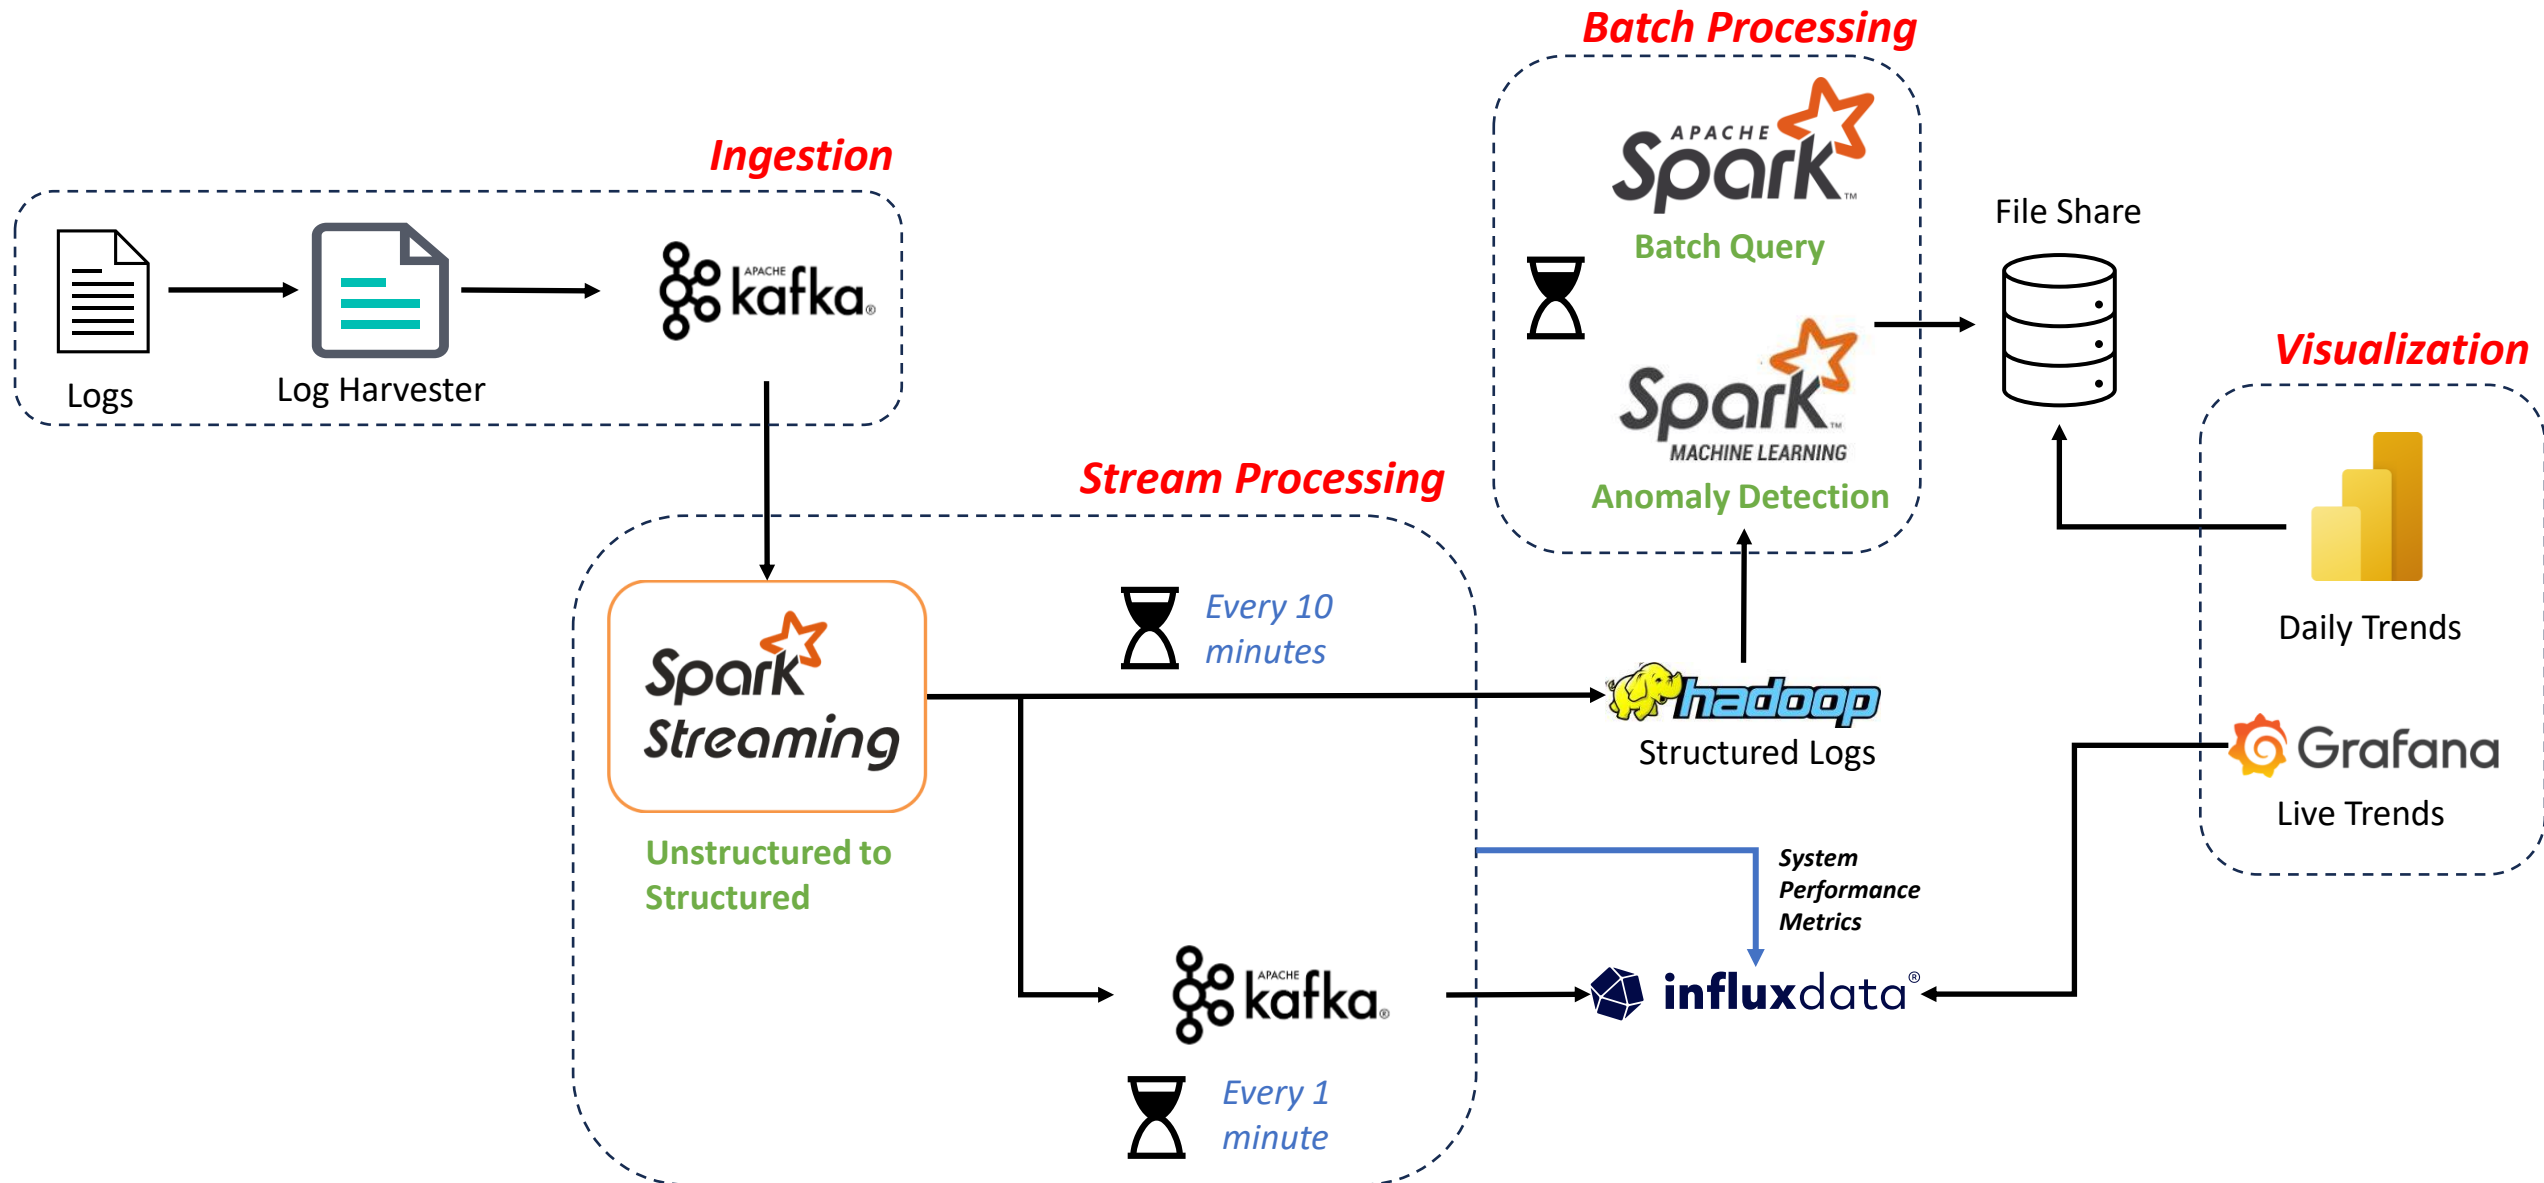 Batch Processing
APACHE
Spark™
Batch Query
Spark™
MACHINE LEARNING
Anomaly Detection
File Share
Ingestion
Logs
Log Harvester
APACHE
kafka®
Visualization
Daily Trends
Grafana
Live Trends
Stream Processing
Spark
Streaming
Unstructured to
Structured
Every 10
minutes
hadoop
Structured Logs
System
Performance
Metrics
APACHE
kafka®
Every 1
minute
influxdata®